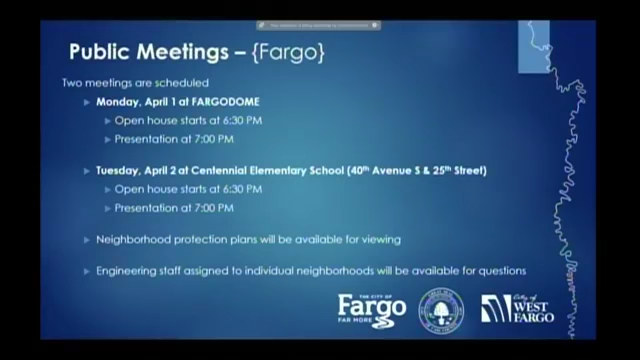 Public Meetings – {Fargo}
Two meetings are scheduled
Monday, April 1 at FARGODOME
Open house starts at 6:30 PM
Presentation at 7:00 PM
Tuesday, April 2 at Centennial Elementary School (40th Avenue S & 25th Street)
Open house starts at 6:30 PM
Presentation at 7:00 PM
Neighborhood protection plans will be available for viewing
Engineering staff assigned to individual neighborhoods will be available for questions
THE CITY OF
Fargo
FAR MORE
City of
WEST
FARGO